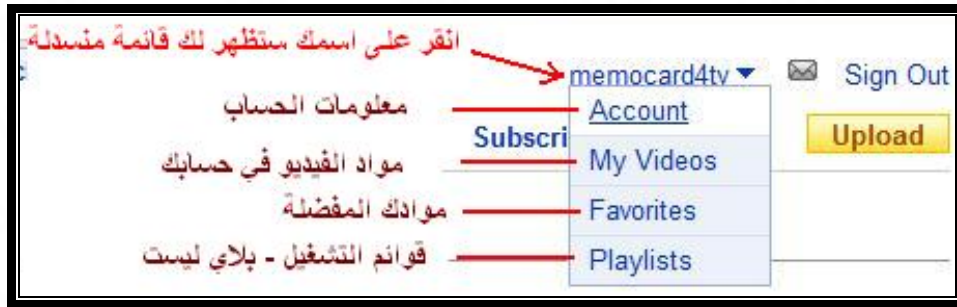 انقر على اسمك ستظهر لك قائمة منسدلة
memocard4tv Sign Out
معلومات الحساب Account
Subscri Upload
مواد الفيديو في حسابك My Videos
موادك المفضلة Favorites
قوائم التشغيل - بلاي ليست Playlists